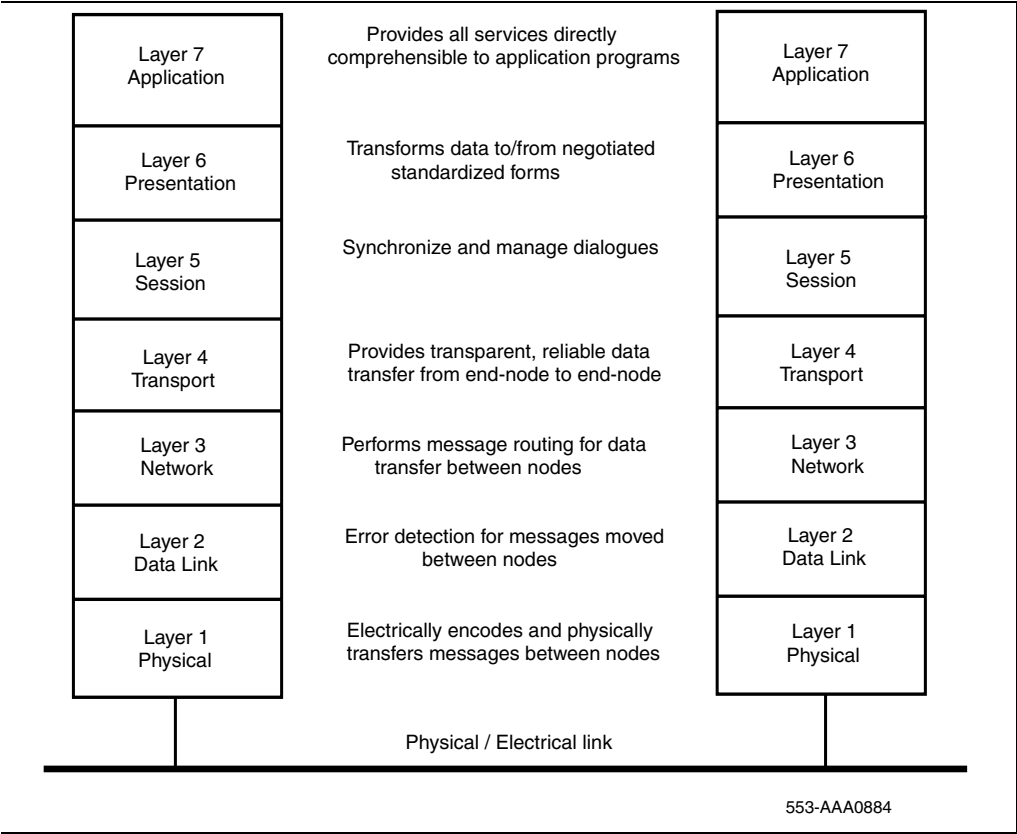 Layer 7
Application
Provides all services directly
comprehensible to application programs
Layer 7
Application
Layer 6
Presentation
Transforms data to/from negotiated
standardized forms
Layer 6
Presentation
Layer 5
Session
Synchronize and manage dialogues
Layer 5
Session
Layer 4
Transport
Provides transparent, reliable data
transfer from end-node to end-node
Layer 4
Transport
Layer 3
Network
Performs message routing for data
transfer between nodes
Layer 3
Network
Layer 2
Data Link
Error detection for messages moved
between nodes
Layer 2
Data Link
Layer 1
Physical
Electrically encodes and physically
transfers messages between nodes
Layer 1
Physical
Physical / Electrical link
553-AAA0884